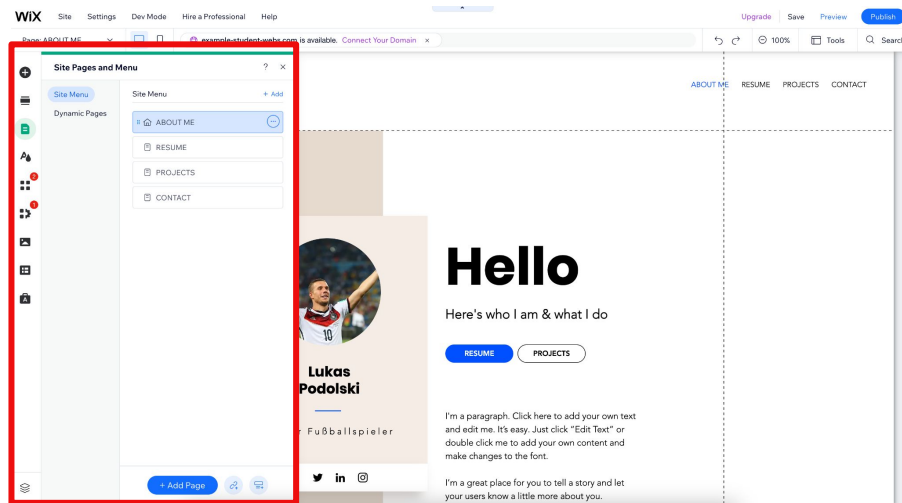 WiX Site Settings Dev Mode Hire a Professional Help Upgrade Save Preview Publish
Page: ABOUT ME example-student-webs.com is available. Connect Your Domain × 100% Tools Search
Site Pages and Menu ? ×
Site Menu
Dynamic Pages
Site Menu + Add
ABOUT ME
RESUME
PROJECTS
CONTACT
2
1
A
+ Add Page
ABOUT ME RESUME PROJECTS CONTACT
10
Lukas
Podolski
Fußballspieler
in
Hello
Here's who I am & what I do
RESUME PROJECTS
I'm a paragraph. Click here to add your own text
and edit me. It's easy. Just click "Edit Text" or
double click me to add your own content and
make changes to the font.
I'm a great place for you to tell a story and let
your users know a little more about you.